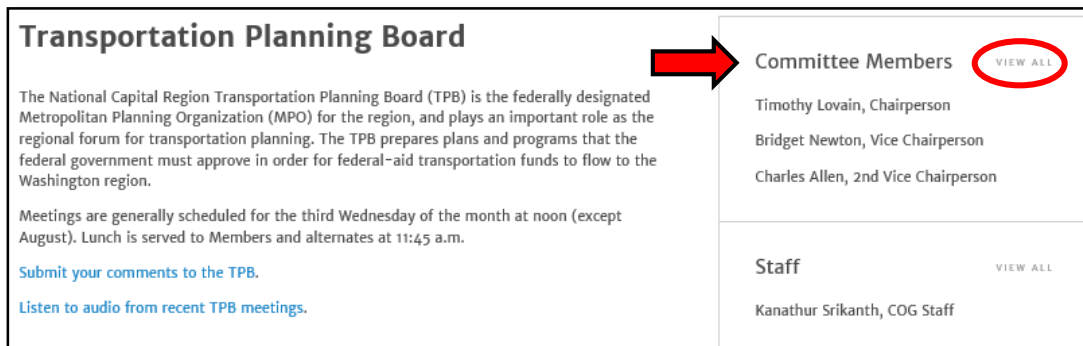 Transportation Planning Board
The National Capital Region Transportation Planning Board (TPB) is the federally designated
Metropolitan Planning Organization (MPO) for the region, and plays an important role as the
regional forum for transportation planning. The TPB prepares plans and programs that the
federal government must approve in order for federal-aid transportation funds to flow to the
Washington region.
Meetings are generally scheduled for the third Wednesday of the month at noon (except
August). Lunch is served to Members and alternates at 11:45 a.m.
Submit your comments to the TPB.
Listen to audio from recent TPB meetings.
Committee Members VIEW ALL
Timothy Lovain, Chairperson
Bridget Newton, Vice Chairperson
Charles Allen, 2nd Vice Chairperson
Staff VIEW ALL
Kanathur Srikanth, COG Staff